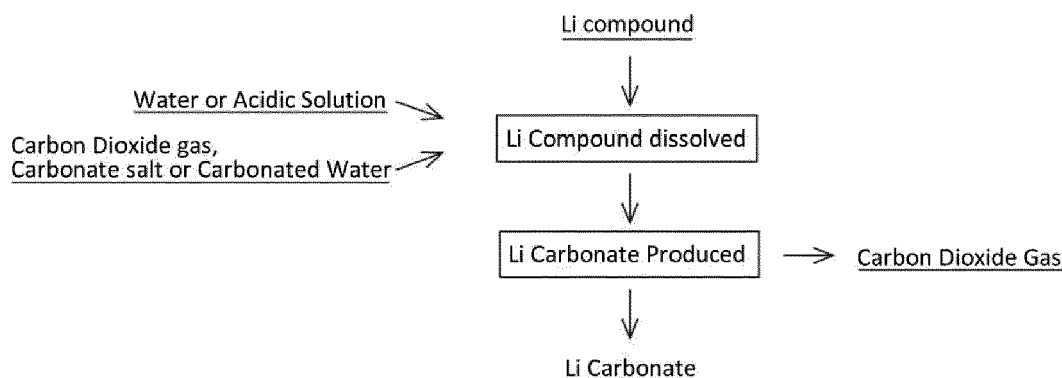 Li compound
Water or Acidic Solution
Carbon Dioxide gas,
Carbonate salt or Carbonated Water
Li Compound dissolved
Li Carbonate Produced
Carbon Dioxide Gas
Li Carbonate